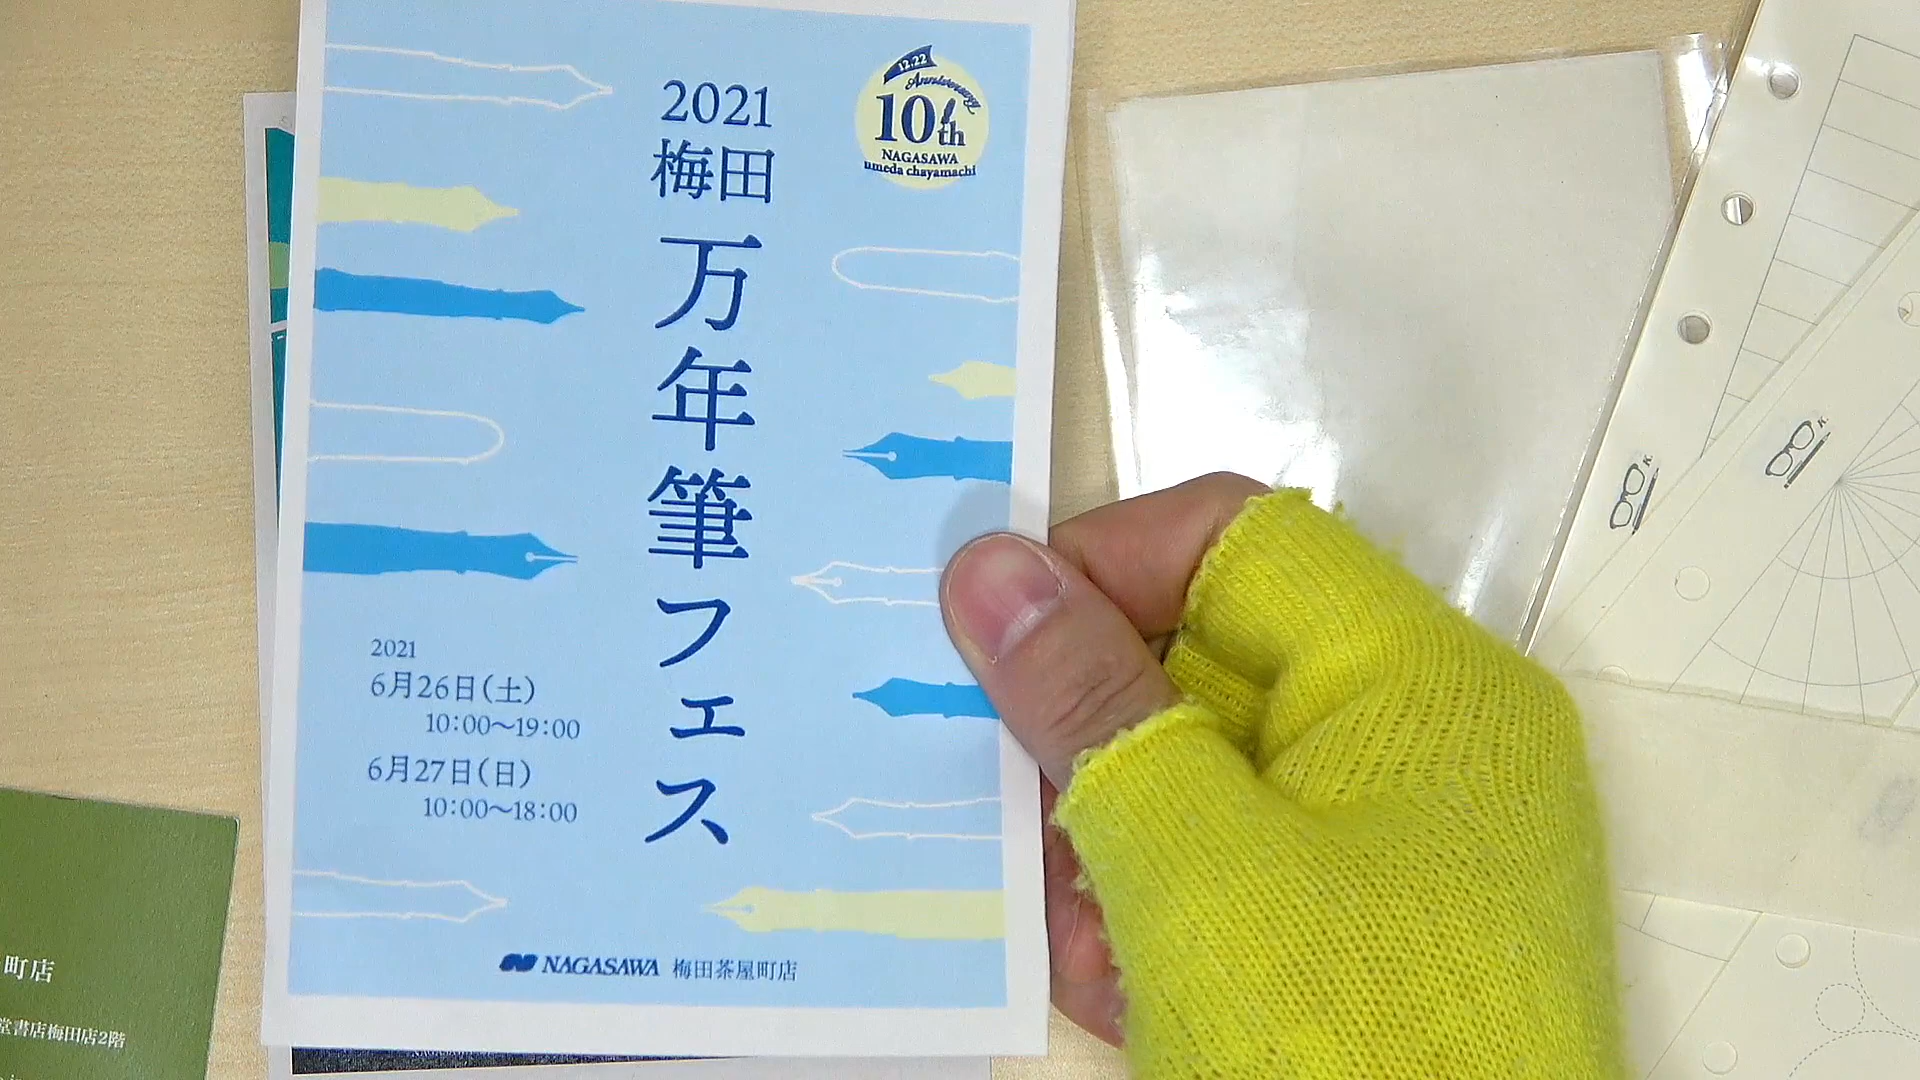 12.22
Anniversary
10th
NAGASAWA
umeda chayamachi
2021
梅田
万年筆フェス
2021
6月26日(土)
10:00〜19:00
6月27日(日)
10:00〜18:00
NAGASAWA 梅田茶屋町店
町店
堂書店梅田店2階
K
K